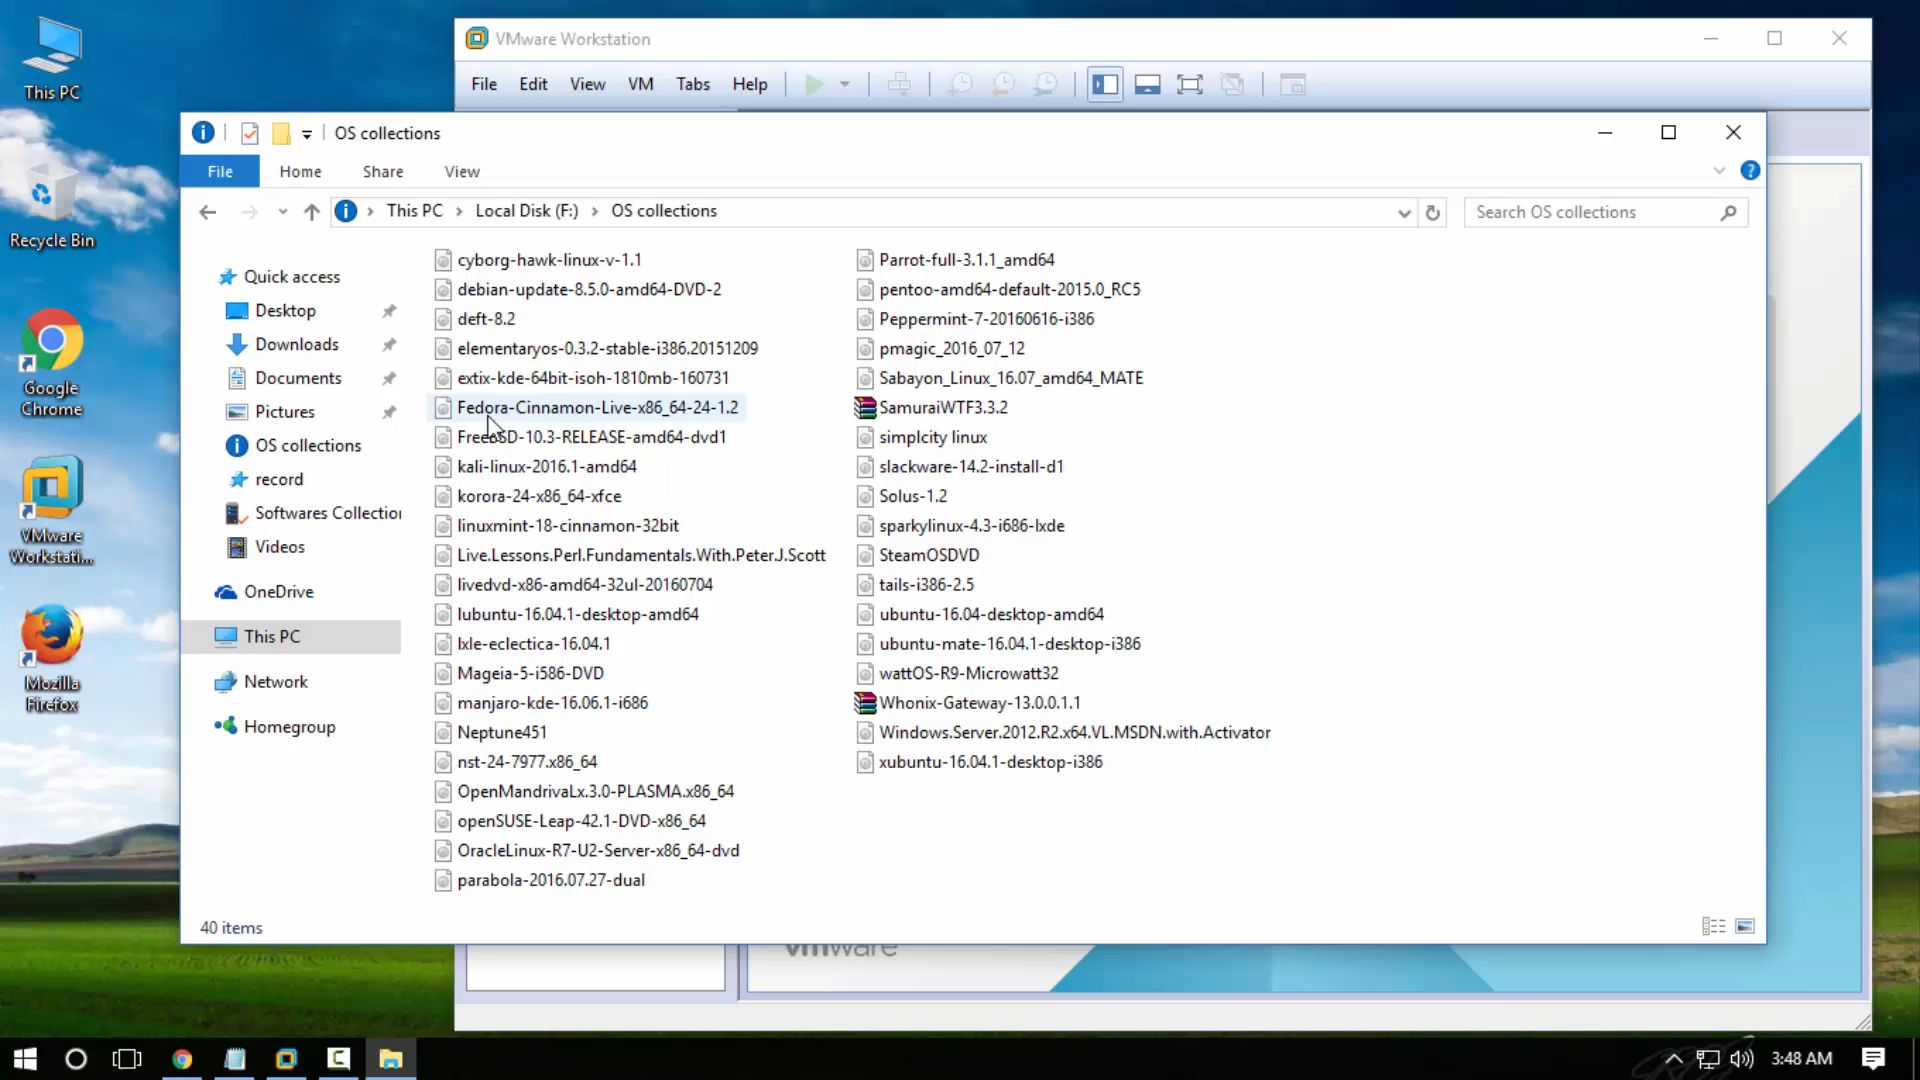 This PC
Recycle Bin
Google
Chrome
VMware
Workstati...
Mozilla
Firefox
VMware Workstation
File Edit View VM Tabs Help
OS collections
File Home Share View
This PC Local Disk (F:) OS collections
Search OS collections
Quick access
Desktop
Downloads
Documents
Pictures
OS collections
record
Softwares Collection
Videos
OneDrive
This PC
Network
Homegroup
cyborg-hawk-linux-v-1.1
debian-update-8.5.0-amd64-DVD-2
deft-8.2
elementaryos-0.3.2-stable-i386.20151209
extix-kde-64bit-isoh-1810mb-160731
Fedora-Cinnamon-Live-x86_64-24-1.2
FreeBSD-10.3-RELEASE-amd64-dvd1
kali-linux-2016.1-amd64
korora-24-x86_64-xfce
linuxmint-18-cinnamon-32bit
Live.Lessons.Perl.Fundamentals.With.Peter.J.Scott
livedvd-x86-amd64-32ul-20160704
lubuntu-16.04.1-desktop-amd64
lxle-eclectica-16.04.1
Mageia-5-i586-DVD
manjaro-kde-16.06.1-i686
Neptune451
nst-24-7977.x86_64
OpenMandrivaLx.3.0-PLASMA.x86_64
openSUSE-Leap-42.1-DVD-x86_64
OracleLinux-R7-U2-Server-x86_64-dvd
parabola-2016.07.27-dual
Parrot-full-3.1.1_amd64
pentoo-amd64-default-2015.0_RC5
Peppermint-7-20160616-i386
pmagic_2016_07_12
Sabayon_Linux_16.07_amd64_MATE
SamuraiWTF3.3.2
simplcity linux
slackware-14.2-install-d1
Solus-1.2
sparkylinux-4.3-i686-lxde
SteamOSDVD
tails-i386-2.5
ubuntu-16.04-desktop-amd64
ubuntu-mate-16.04.1-desktop-i386
wattOS-R9-Microwatt32
Whonix-Gateway-13.0.0.1.1
Windows.Server.2012.R2.x64.VL.MSDN.with.Activator
xubuntu-16.04.1-desktop-i386
40 items
vmware
3:48 AM